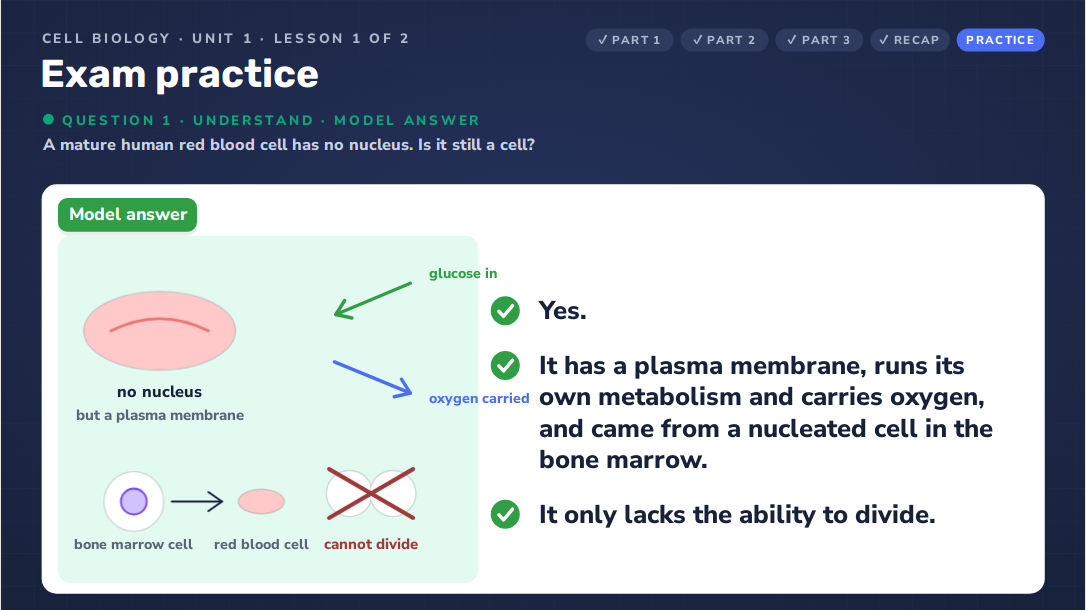 CELL BIOLOGY · UNIT 1 · LESSON 1 OF 2
✓ PART 1
✓ PART 2
✓ PART 3
✓ RECAP
PRACTICE
Exam practice
QUESTION 1 · UNDERSTAND · MODEL ANSWER
A mature human red blood cell has no nucleus. Is it still a cell?
Model answer
glucose in
no nucleus
but a plasma membrane
oxygen carried
bone marrow cell
red blood cell
cannot divide
Yes.
It has a plasma membrane, runs its
own metabolism and carries oxygen,
and came from a nucleated cell in the
bone marrow.
It only lacks the ability to divide.